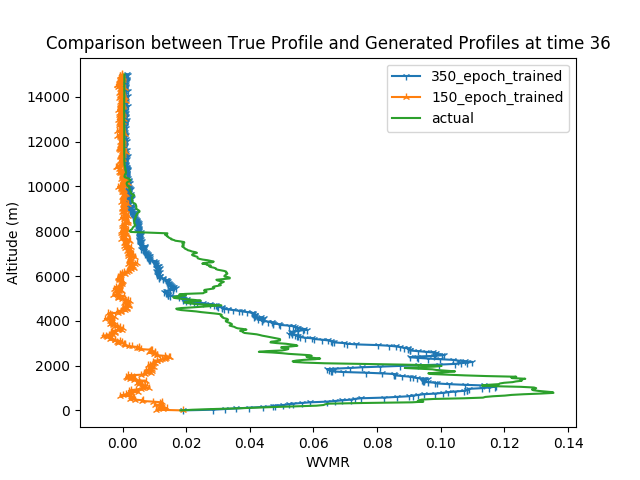 Comparison between True Profile and Generated Profiles at time 36
350_epoch_trained
150_epoch_trained
actual
Altitude (m)
14000
12000
10000
8000
6000
4000
2000
0
0.00 0.02 0.04 0.06 0.08 0.10 0.12 0.14
WVMR